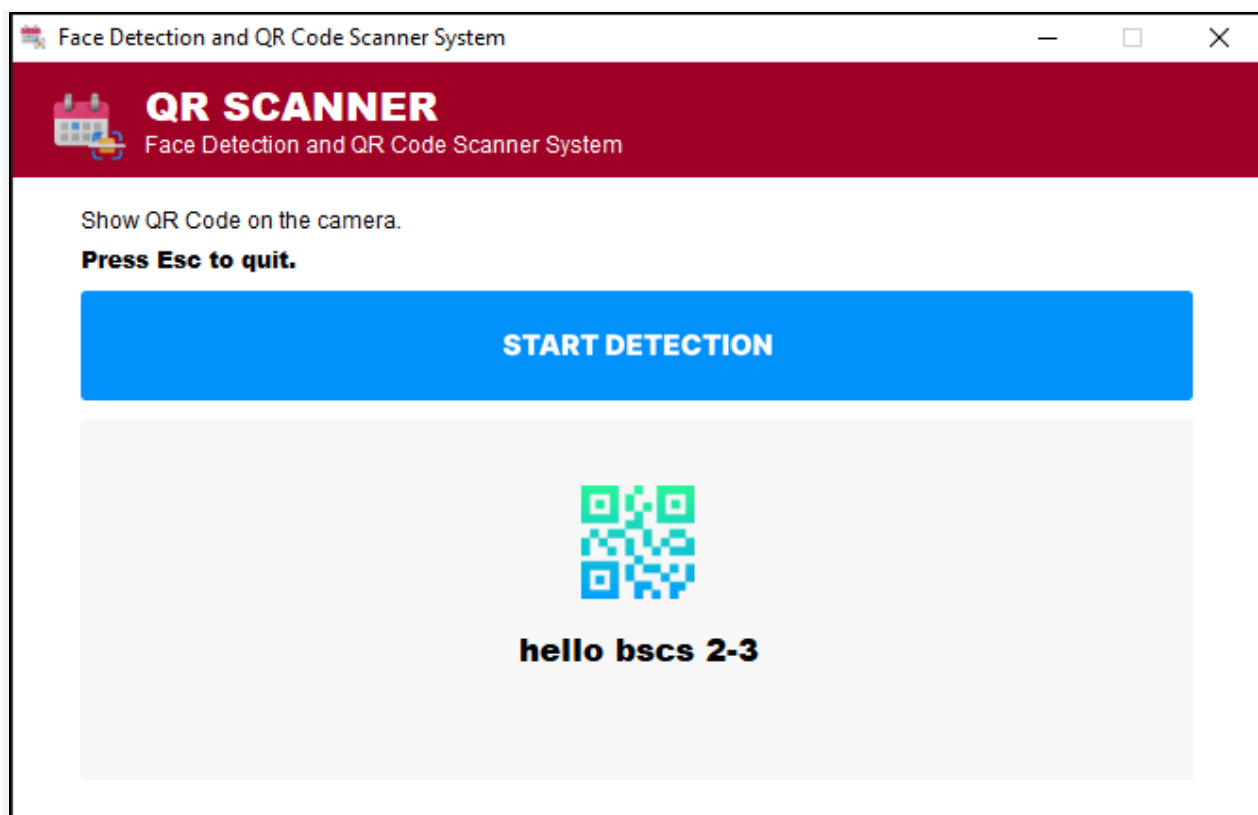 Face Detection and QR Code Scanner System
QR SCANNER
Face Detection and QR Code Scanner System
Show QR Code on the camera.
Press Esc to quit.
START DETECTION
hello bscs 2-3